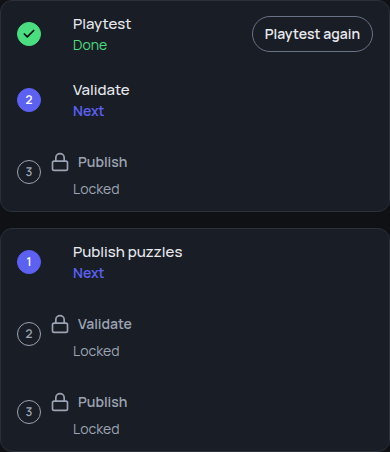 Playtest
Done
Playtest again
2
Validate
Next
3
Publish
Locked
1
Publish puzzles
Next
2
Validate
Locked
3
Publish
Locked